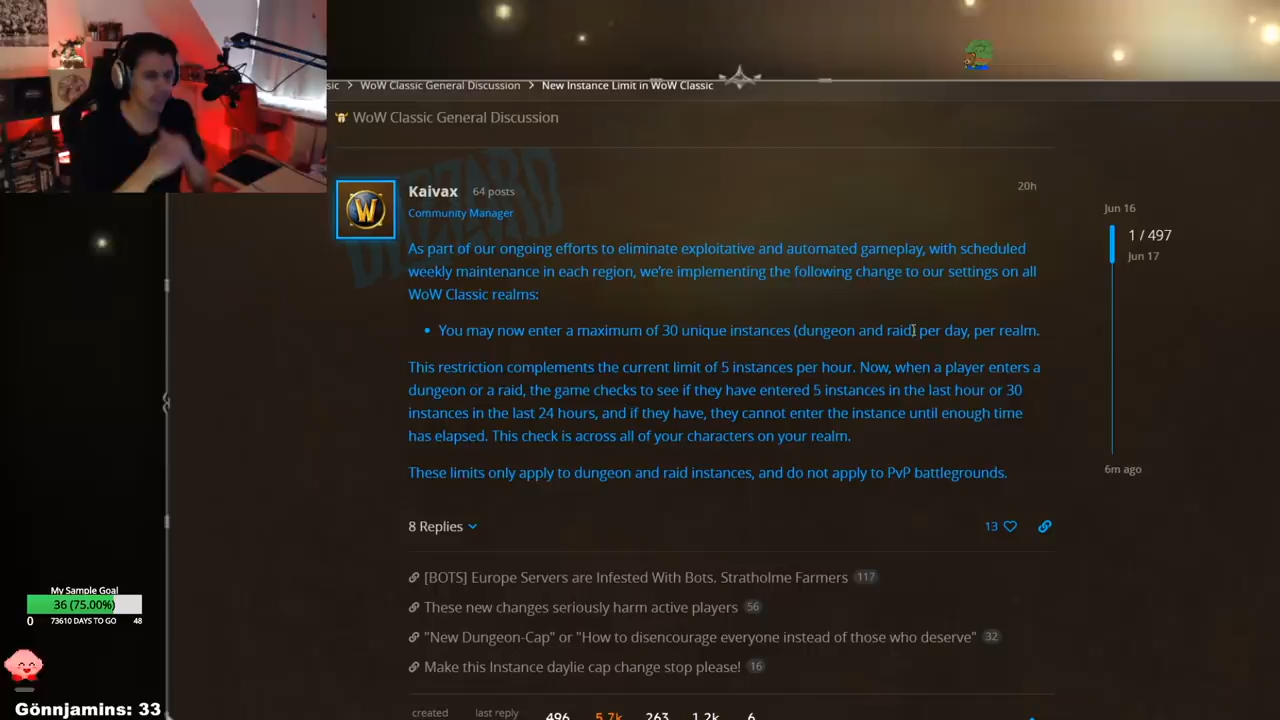 sic > WoW Classic General Discussion > New Instance Limit in WoW Classic
WoW Classic General Discussion
Kaivax 64 posts 20h
Community Manager
Jun 16
1 / 497
Jun 17
As part of our ongoing efforts to eliminate exploitative and automated gameplay, with scheduled
weekly maintenance in each region, we're implementing the following change to our settings on all
WoW Classic realms:
• You may now enter a maximum of 30 unique instances (dungeon and raid) per day, per realm.
This restriction complements the current limit of 5 instances per hour. Now, when a player enters a
dungeon or a raid, the game checks to see if they have entered 5 instances in the last hour or 30
instances in the last 24 hours, and if they have, they cannot enter the instance until enough time
has elapsed. This check is across all of your characters on your realm.
These limits only apply to dungeon and raid instances, and do not apply to PvP battlegrounds.
6m ago
8 Replies 13
[BOTS] Europe Servers are Infested With Bots. Stratholme Farmers 117
These new changes seriously harm active players 56
"New Dungeon-Cap" or "How to disencourage everyone instead of those who deserve" 32
Make this Instance daylie cap change stop please! 16
created last reply 496 5.7k 263 1.2k 6
My Sample Goal
36 (75.00%)
0 73610 DAYS TO GO 48
Gönnjamins: 33